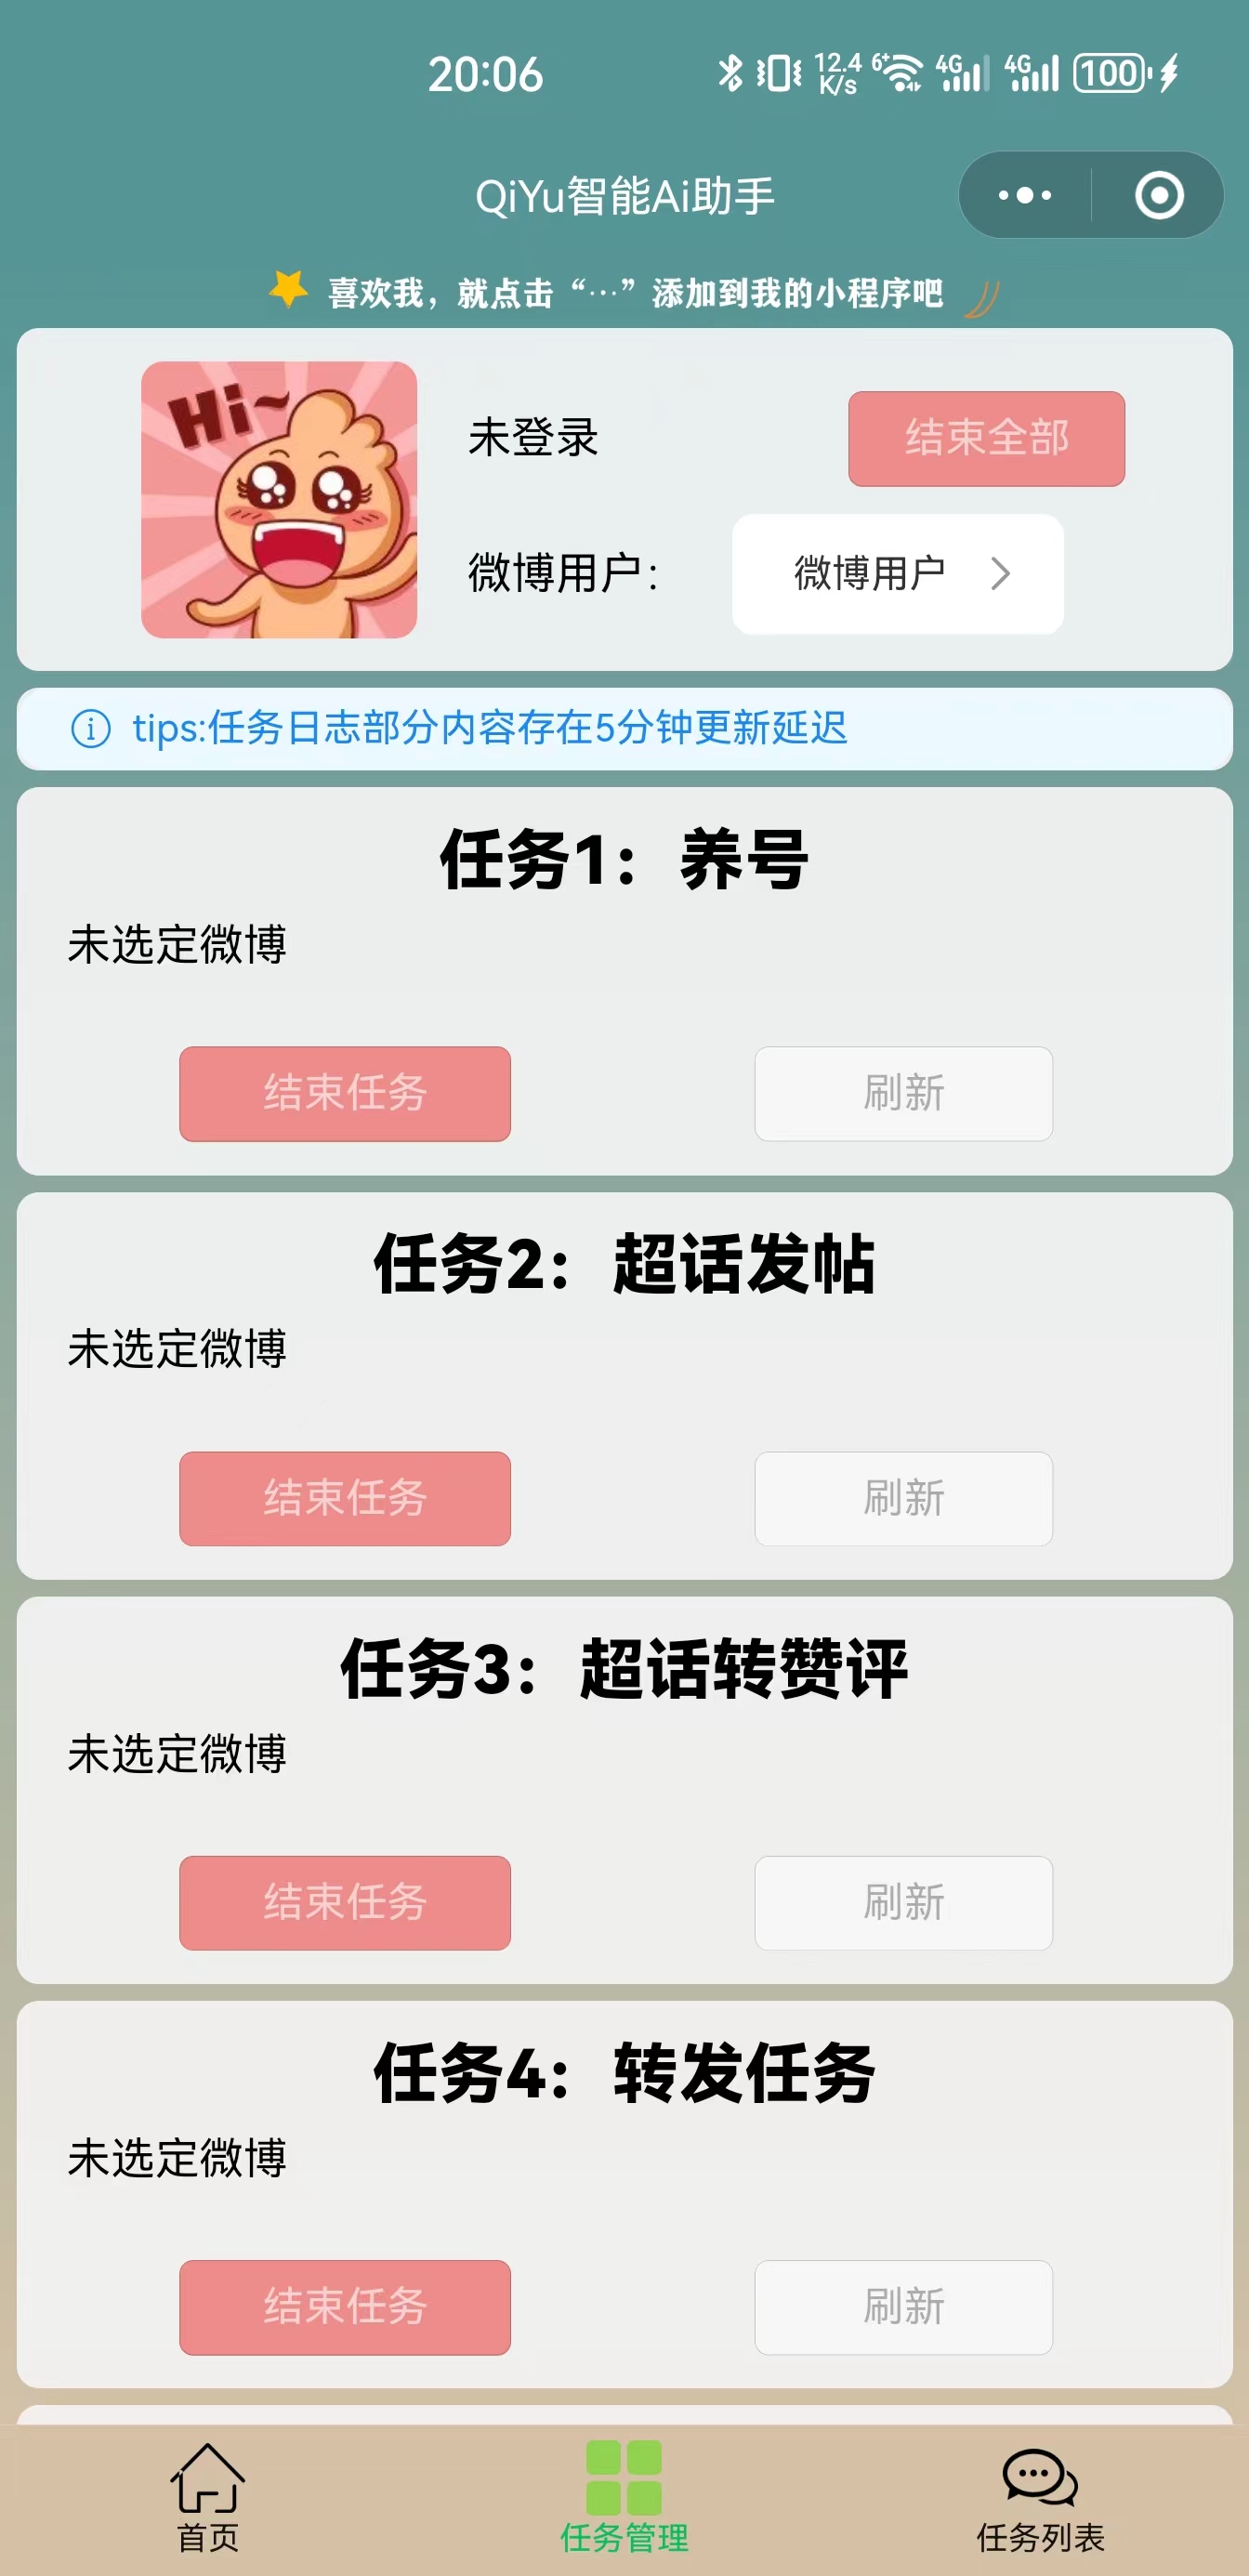 20:06
12.4
K/s
6+
4G
4G
100
QiYu智能Ai助手
喜欢我，就点击“…”添加到我的小程序吧
Hi~
未登录
结束全部
微博用户：
微博用户
tips:任务日志部分内容存在5分钟更新延迟
任务1：养号
未选定微博
结束任务
刷新
任务2：超话发帖
未选定微博
结束任务
刷新
任务3：超话转赞评
未选定微博
结束任务
刷新
任务4：转发任务
未选定微博
结束任务
刷新
首页
任务管理
任务列表